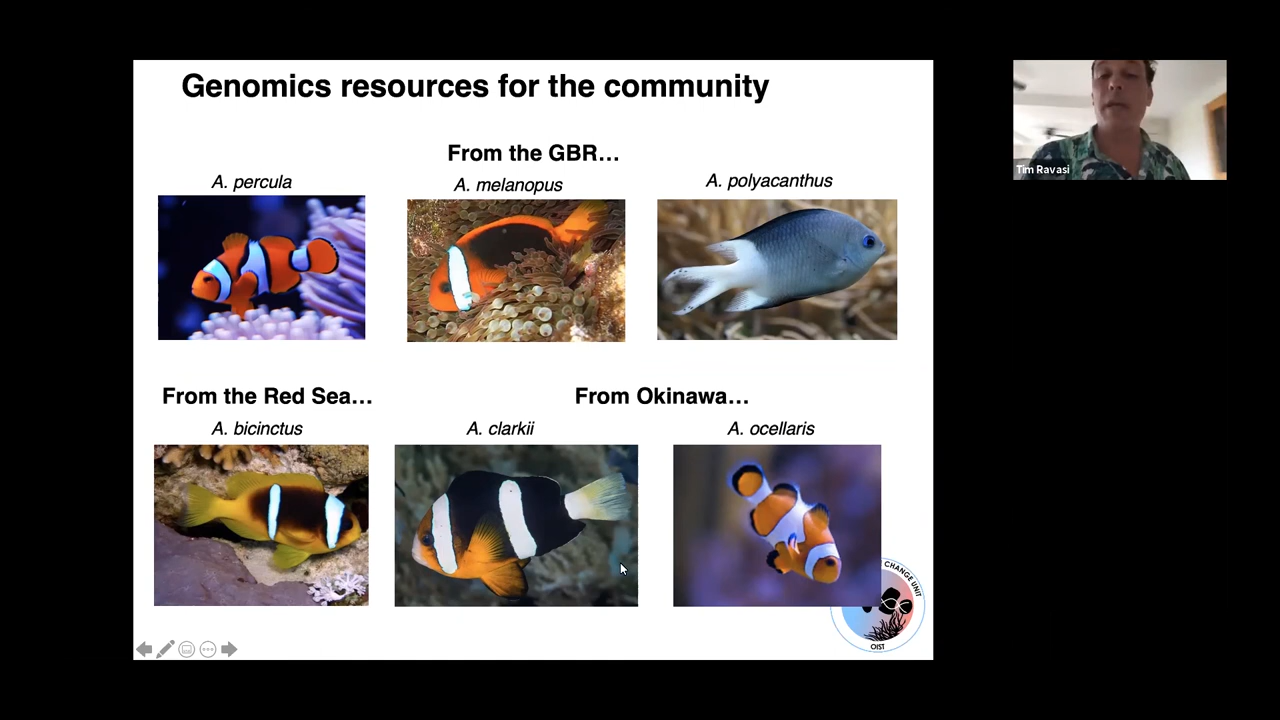 Genomics resources for the community
From the GBR…
A. percula
A. melanopus
A. polyacanthus
From the Red Sea…
From Okinawa…
A. bicinctus
A. clarkii
A. ocellaris
CHANGE UNIT
OIST
Tim Ravasi